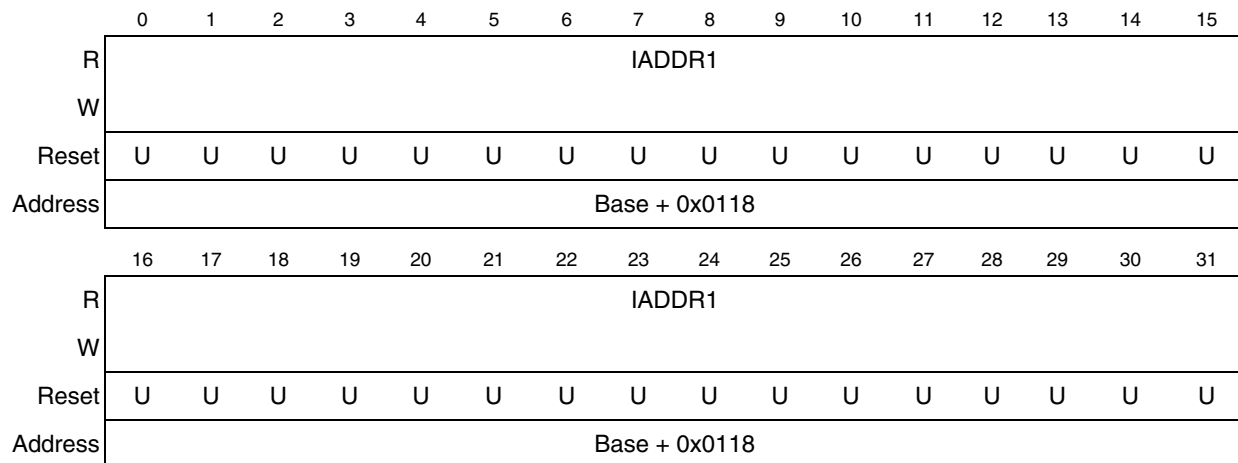 0 1 2 3 4 5 6 7 8 9 10 11 12 13 14 15
R IADDR1
W
Reset U U U U U U U U U U U U U U U U
Address Base + 0x0118
16 17 18 19 20 21 22 23 24 25 26 27 28 29 30 31
R IADDR1
W
Reset U U U U U U U U U U U U U U U U
Address Base + 0x0118